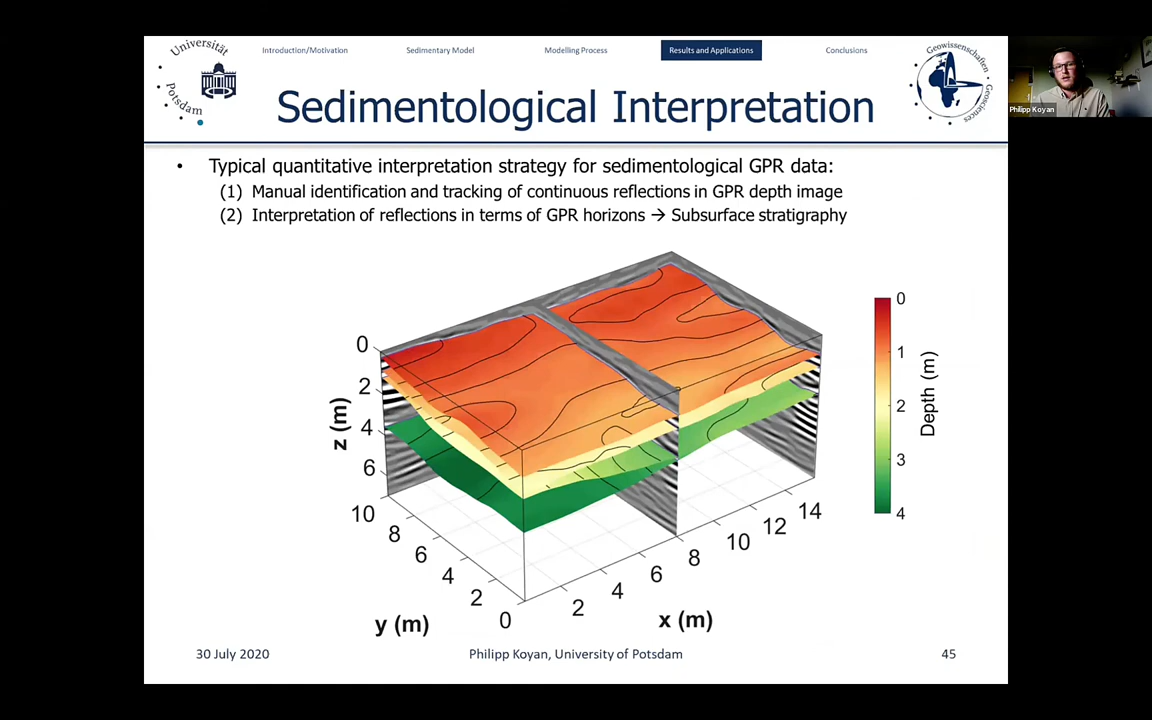 Universität
Potsdam
Introduction/Motivation
Sedimentary Model
Modelling Process
Results and Applications
Conclusions
Geowissenschaften
Geosciences
Philipp Koyan
Sedimentological Interpretation
• Typical quantitative interpretation strategy for sedimentological GPR data:
(1) Manual identification and tracking of continuous reflections in GPR depth image
(2) Interpretation of reflections in terms of GPR horizons → Subsurface stratigraphy
0
2
4
6
z (m)
10
8
6
4
2
0
y (m)
2
4
6
8
10
12
14
x (m)
0
1
2
3
4
Depth (m)
30 July 2020
Philipp Koyan, University of Potsdam
45